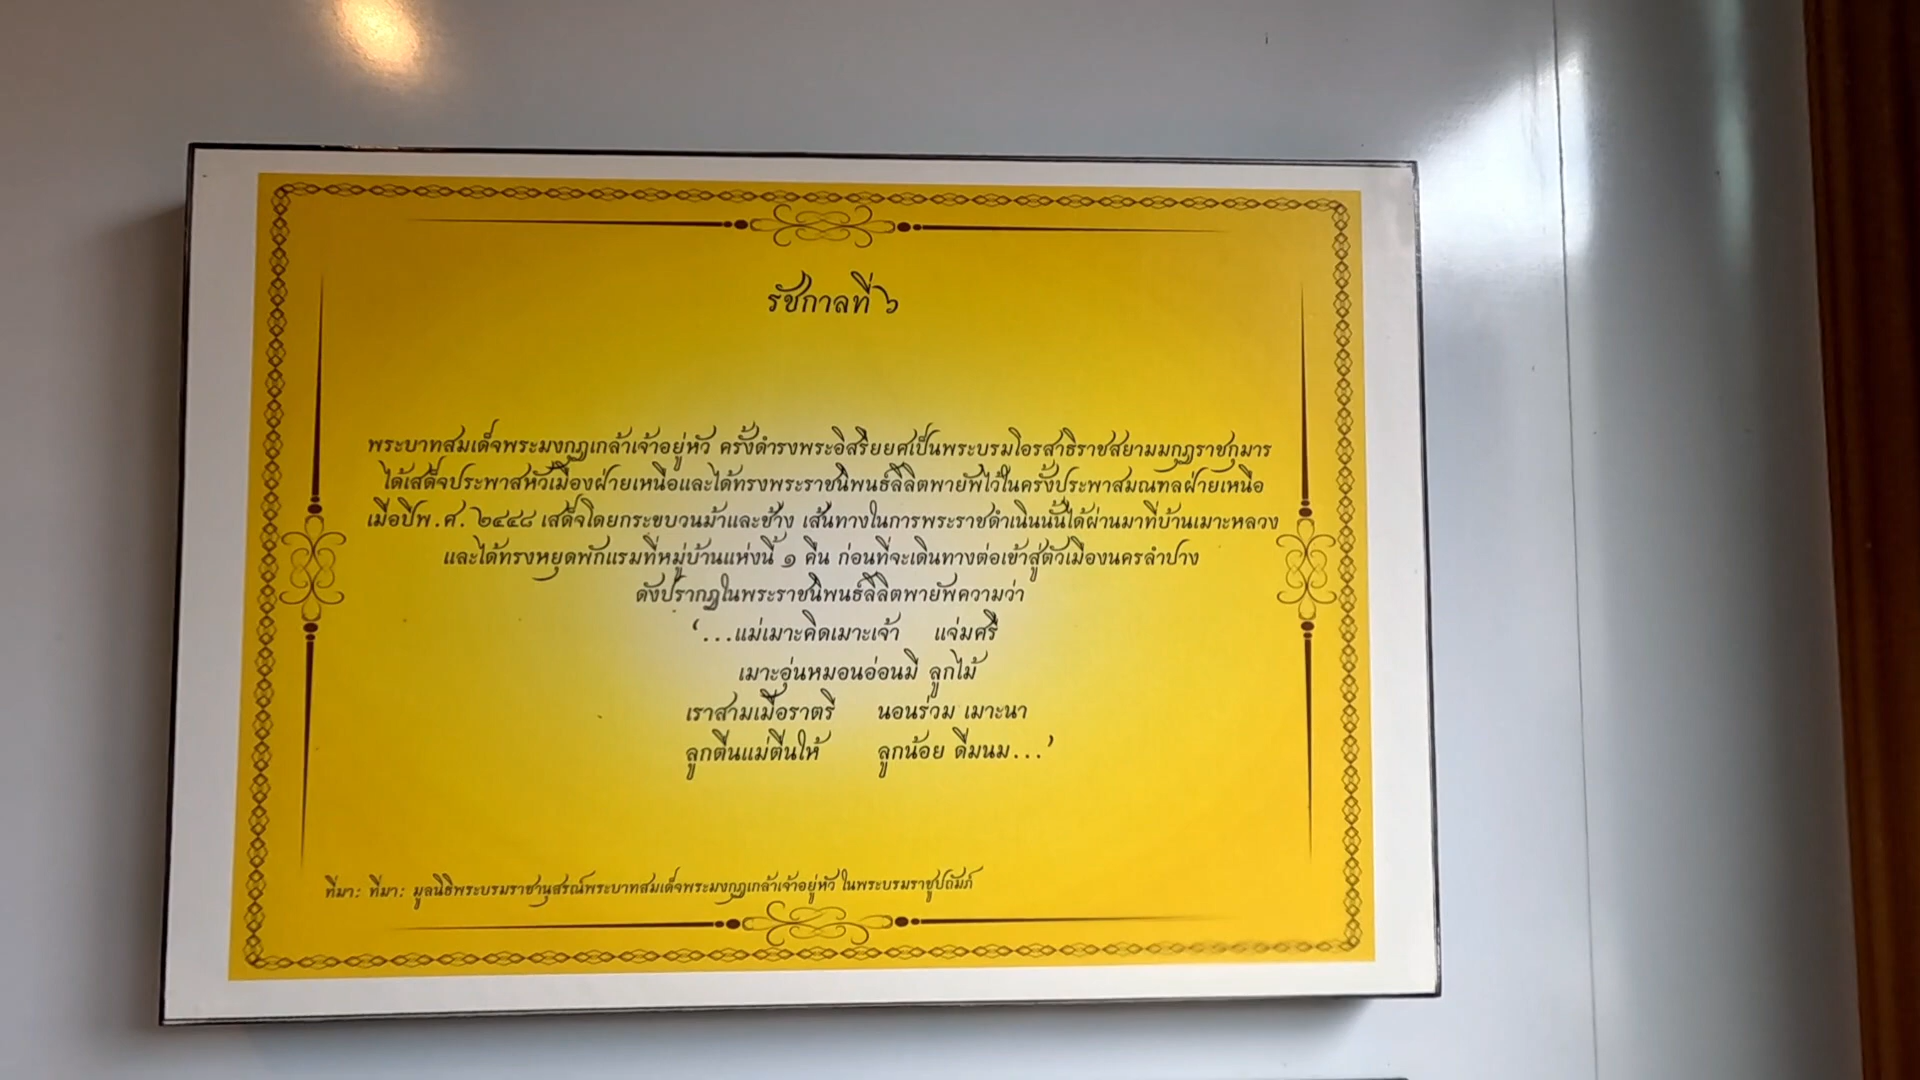 รัชกาลที่ ๖
พระบาทสมเด็จพระมงกุฎเกล้าเจ้าอยู่หัว ครั้งดำรงพระอิสริยยศเป็นพระบรมโอรสาธิราชสยามมกุฎราชกุมาร
ได้เสด็จประพาสหัวเมืองฝ่ายเหนือและได้ทรงพระราชนิพนธ์ลิลิตพายัพไว้ในครั้งประพาสมณฑลฝ่ายเหนือ
เมื่อปีพ.ศ. ๒๔๔๘ เสด็จโดยกระขบวนม้าและช้าง เส้นทางในการพระราชดำเนินนั้นได้ผ่านมาที่บ้านเมาะหลวง
และได้ทรงหยุดพักแรมที่หมู่บ้านแห่งนี้ ๑ คืน ก่อนที่จะเดินทางต่อเข้าสู่ตัวเมืองนครลำปาง
ดังปรากฏในพระราชนิพนธ์ลิลิตพายัพความว่า
‘...แม่เมาะคิดเมาะเจ้า แจ่มศรี
เมาะอุ่นหมอนอ่อนมี ลูกไม้
เราสามเมื่อราตรี นอนร่วม เมาะนา
ลูกตื่นแม่ตื่นให้ ลูกน้อย ดื่มนม...’
ที่มา: ที่มา: มูลนิธิพระบรมราชานุสรณ์พระบาทสมเด็จพระมงกุฎเกล้าเจ้าอยู่หัว ในพระบรมราชูปถัมภ์